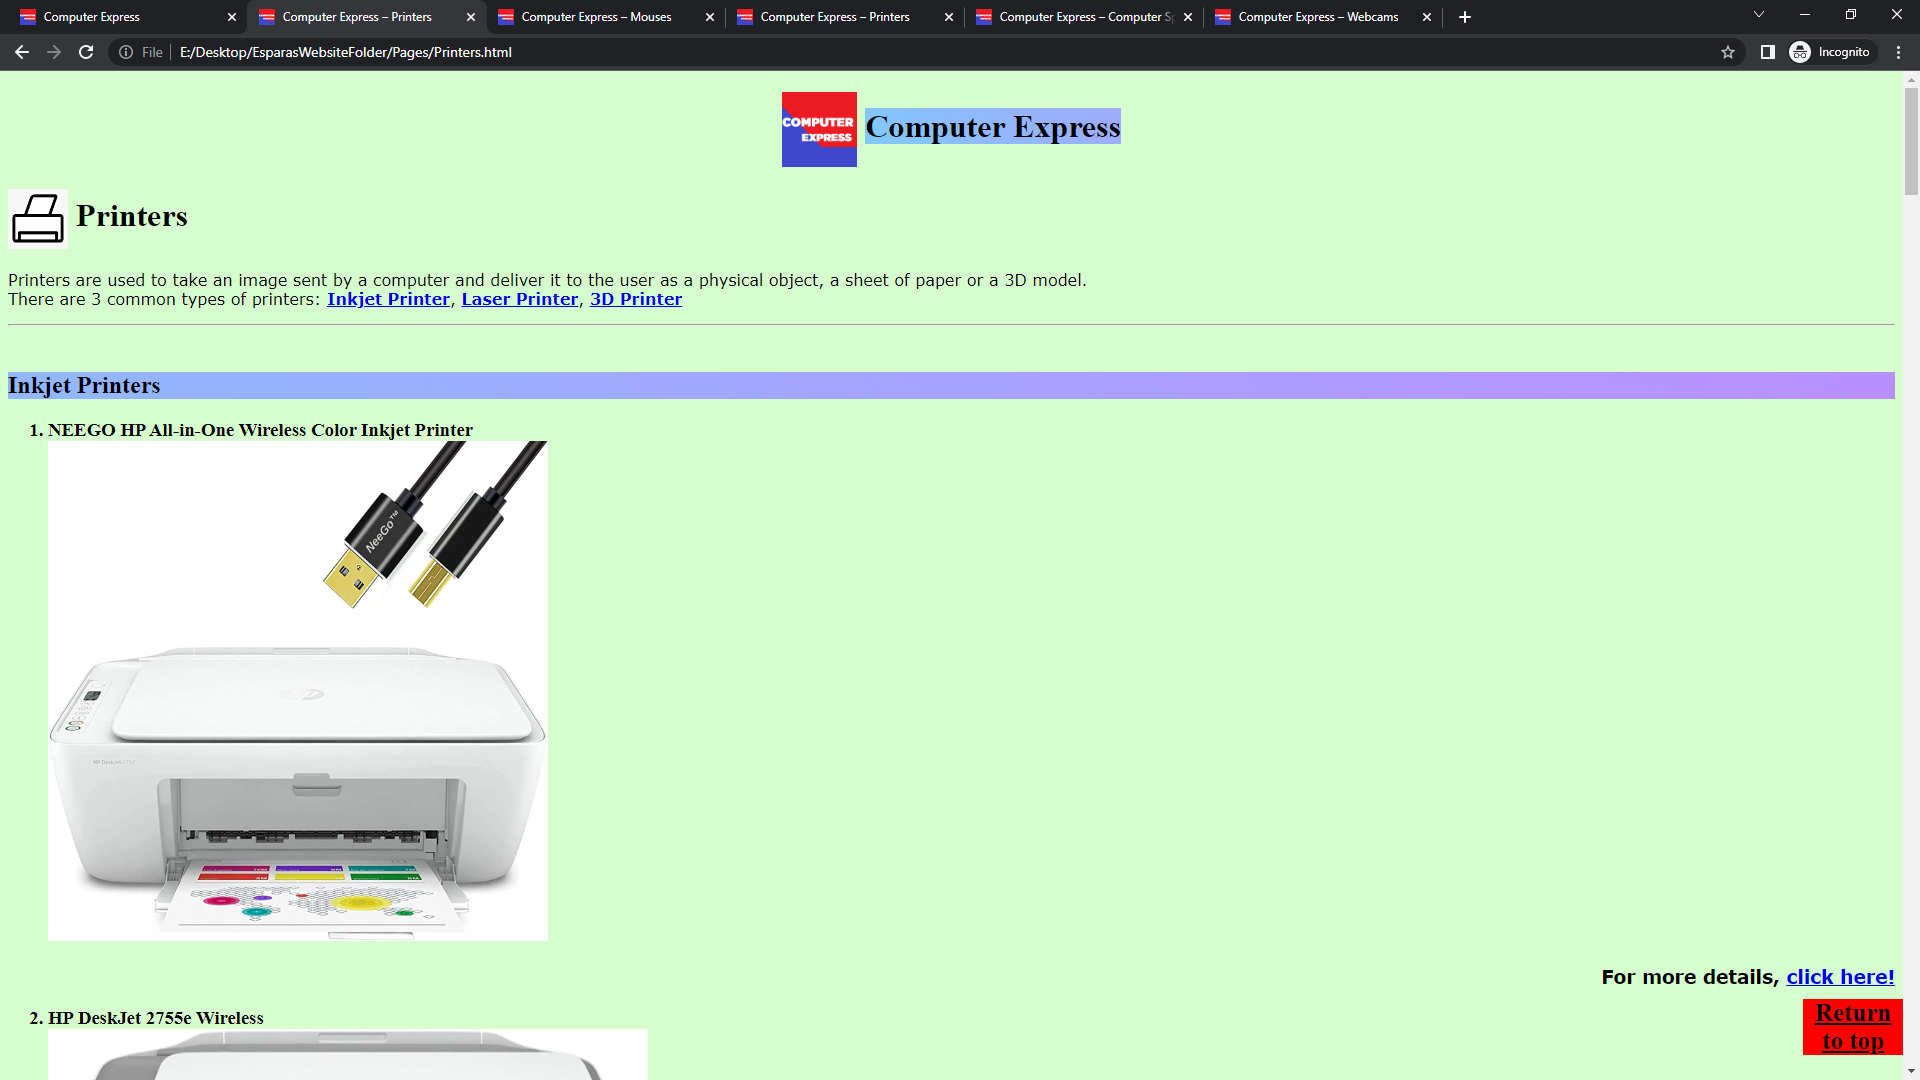 Computer Express
Computer Express – Printers
Computer Express – Mouses
Computer Express – Printers
Computer Express – Computer Sp
Computer Express – Webcams
File
E:/Desktop/EsparasWebsiteFolder/Pages/Printers.html
Incognito
COMPUTER
EXPRESS
Computer Express
Printers
Printers are used to take an image sent by a computer and deliver it to the user as a physical object, a sheet of paper or a 3D model.
There are 3 common types of printers: Inkjet Printer, Laser Printer, 3D Printer
Inkjet Printers
1. NEEGO HP All-in-One Wireless Color Inkjet Printer
NeeGo™
For more details, click here!
2. HP DeskJet 2755e Wireless
Return
to top